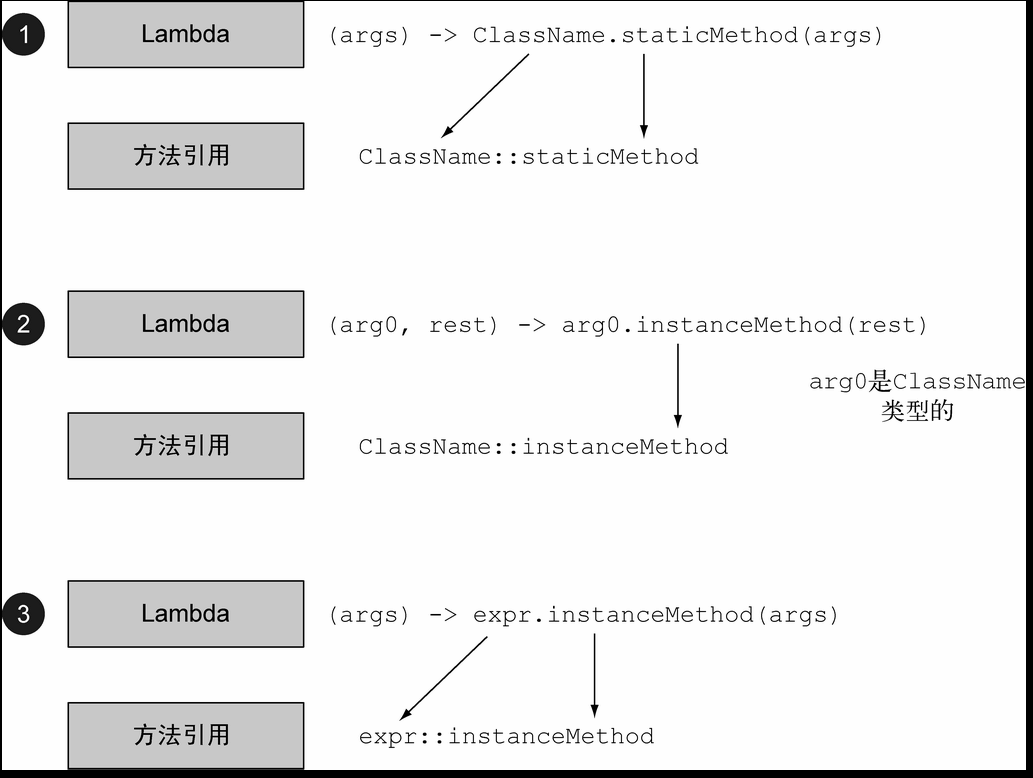 1 Lambda (args) -> ClassName.staticMethod(args)
方法引用 ClassName::staticMethod
2 Lambda (arg0, rest) -> arg0.instanceMethod(rest)
arg0是ClassName
类型的
方法引用 ClassName::instanceMethod
3 Lambda (args) -> expr.instanceMethod(args)
方法引用 expr::instanceMethod